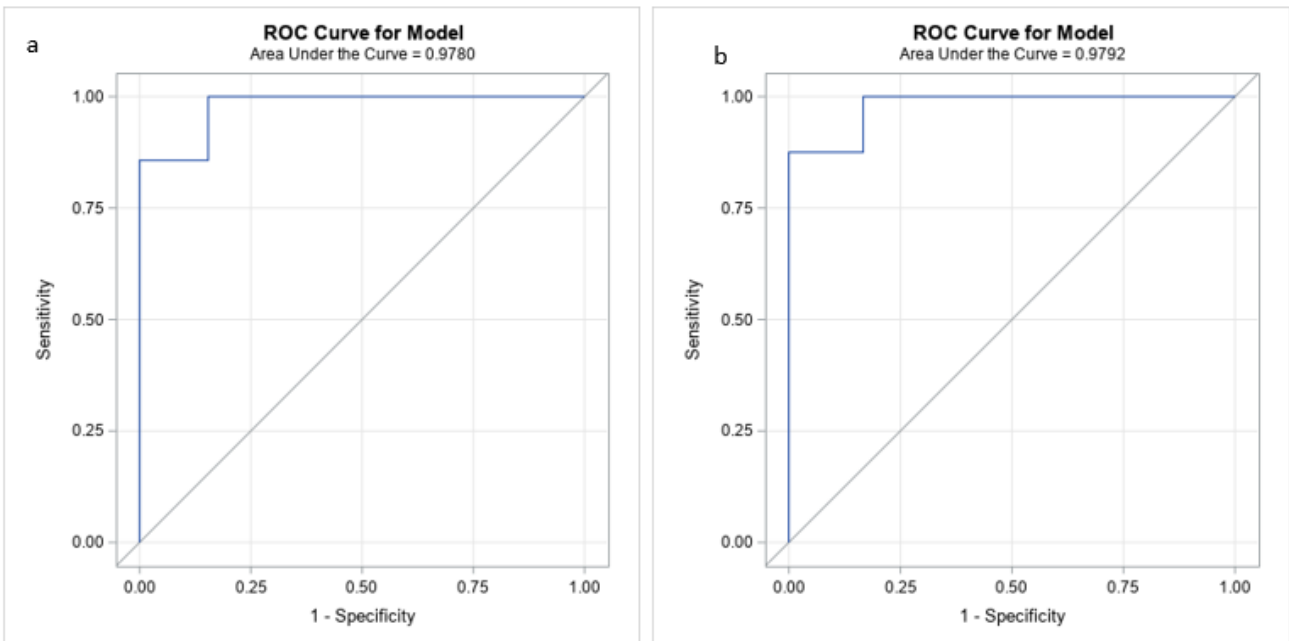 a
ROC Curve for Model
Area Under the Curve = 0.9780
1.00
0.75
0.50
0.25
0.00
Sensitivity
0.00 0.25 0.50 0.75 1.00
1 - Specificity
b
ROC Curve for Model
Area Under the Curve = 0.9792
1.00
0.75
0.50
0.25
0.00
Sensitivity
0.00 0.25 0.50 0.75 1.00
1 - Specificity